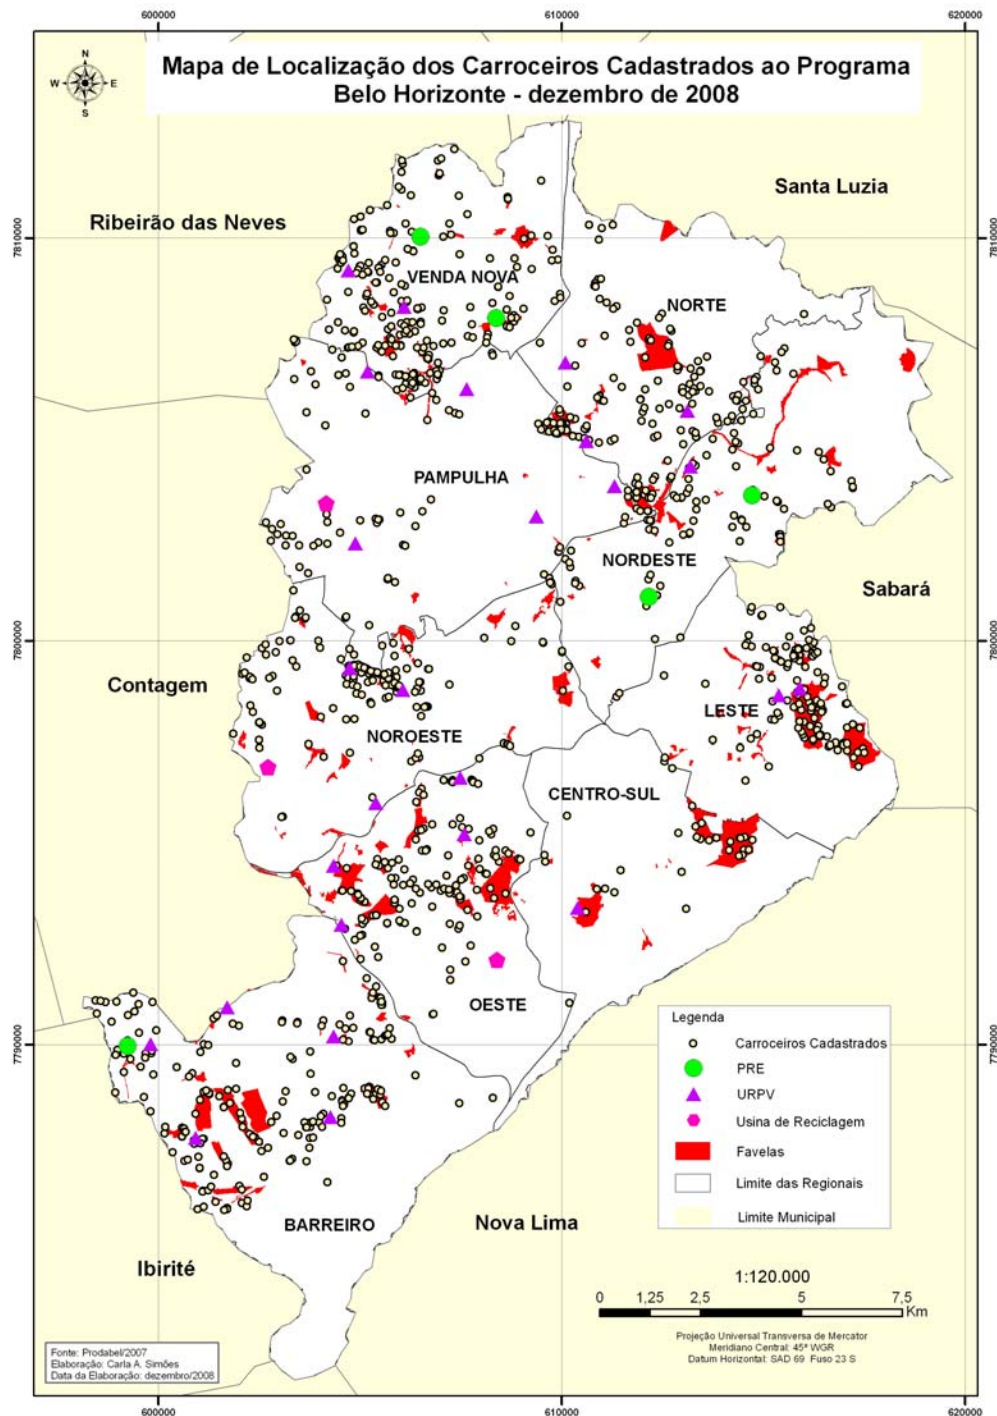 600000
610000
620000
Mapa de Localização dos Carroceiros Cadastrados ao Programa
Belo Horizonte - dezembro de 2008
N
W
E
S
Santa Luzia
Ribeirão das Neves
7810000
7810000
VENDA NOVA
NORTE
PAMPULHA
NORDESTE
Sabará
7800000
7800000
Contagem
LESTE
NOROESTE
CENTRO-SUL
OESTE
Legenda
Carroceiros Cadastrados
PRE
URPV
Usina de Reciclagem
Favelas
Limite das Regionais
Limite Municipal
7790000
7790000
BARREIRO
Nova Lima
Ibirité
1:120.000
0 1,25 2,5 5 7,5
Km
Projeção Universal Transversa de Mercator
Meridiano Central: 45º WGR
Datum Horizontal: SAD 69 Fuso 23 S
Fonte: Prodabel/2007
Elaboração: Carla A. Simões
Data da Elaboração: dezembro/2008
600000
610000
620000